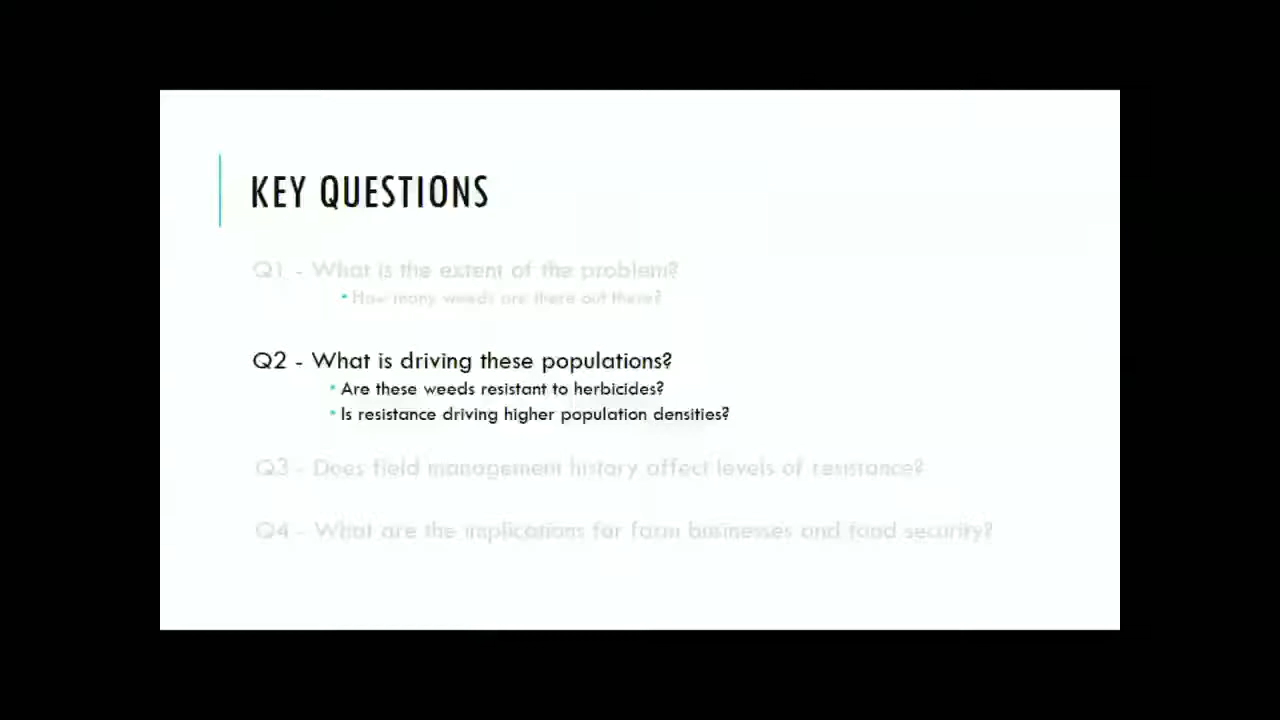 KEY QUESTIONS
Q1 - What is the extent of the problem?
• How many weeds are there out there?
Q2 - What is driving these populations?
• Are these weeds resistant to herbicides?
• Is resistance driving higher population densities?
Q3 - Does field management history affect levels of resistance?
Q4 - What are the implications for farm businesses and food security?